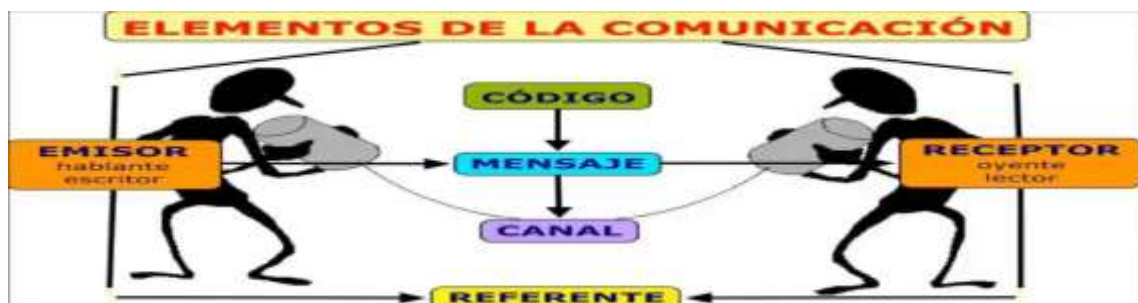 ELEMENTOS DE LA COMUNICACIÓN
CÓDIGO
EMISOR
hablante
escritor
MENSAJE
RECEPTOR
oyente
lector
CANAL
REFERENTE